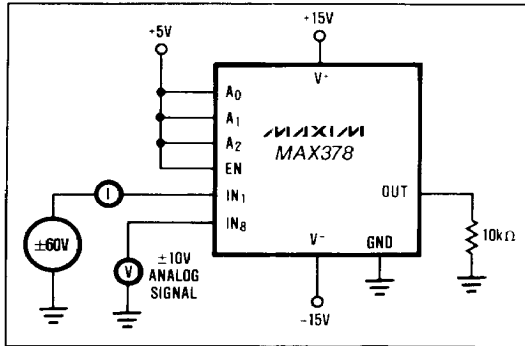 +5V
+15V
V⁺
A₀
A₁
A₂
EN
MAXIM
MAX378
IN₁
OUT
I
±60V
IN₈
V
±10V
ANALOG
SIGNAL
V⁻
GND
10kΩ
-15V